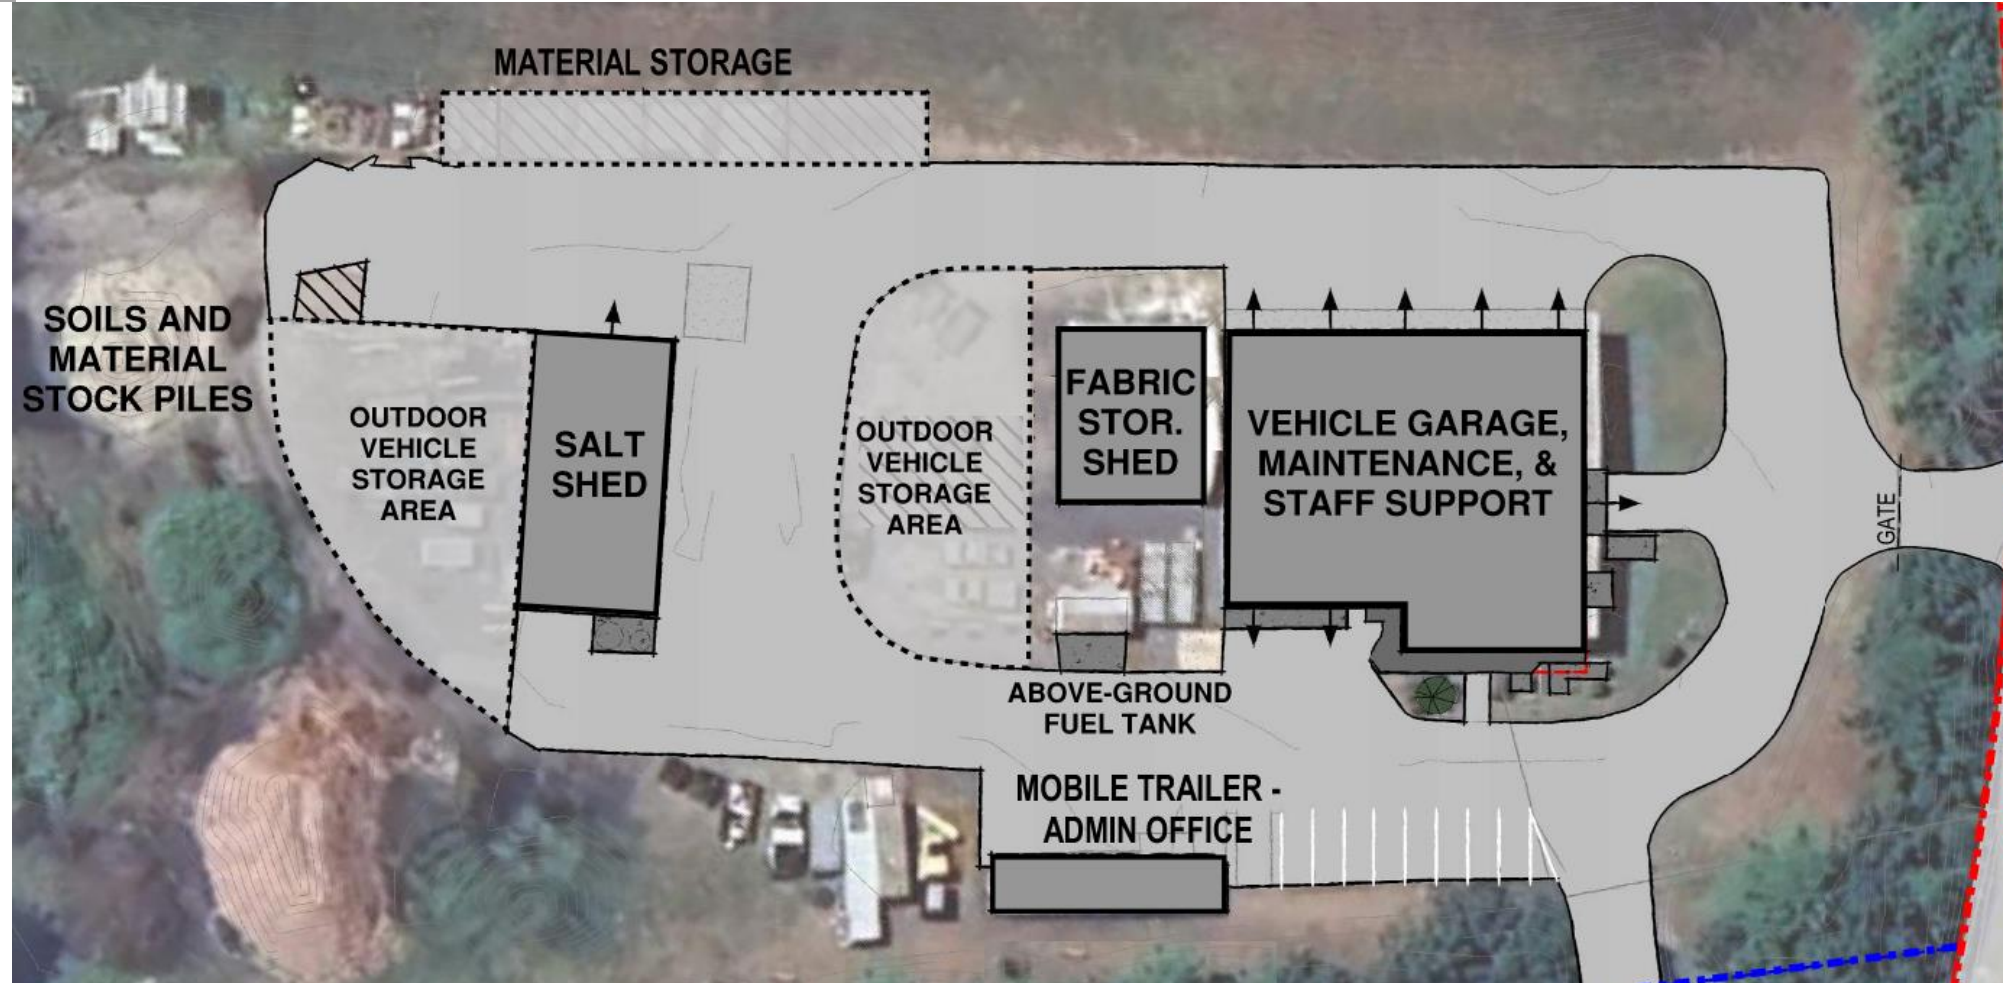 MATERIAL STORAGE
SOILS AND
MATERIAL
STOCK PILES
OUTDOOR
VEHICLE
STORAGE
AREA
SALT
SHED
OUTDOOR
VEHICLE
STORAGE
AREA
FABRIC
STOR.
SHED
VEHICLE GARAGE,
MAINTENANCE, &
STAFF SUPPORT
GATE
ABOVE-GROUND
FUEL TANK
MOBILE TRAILER -
ADMIN OFFICE